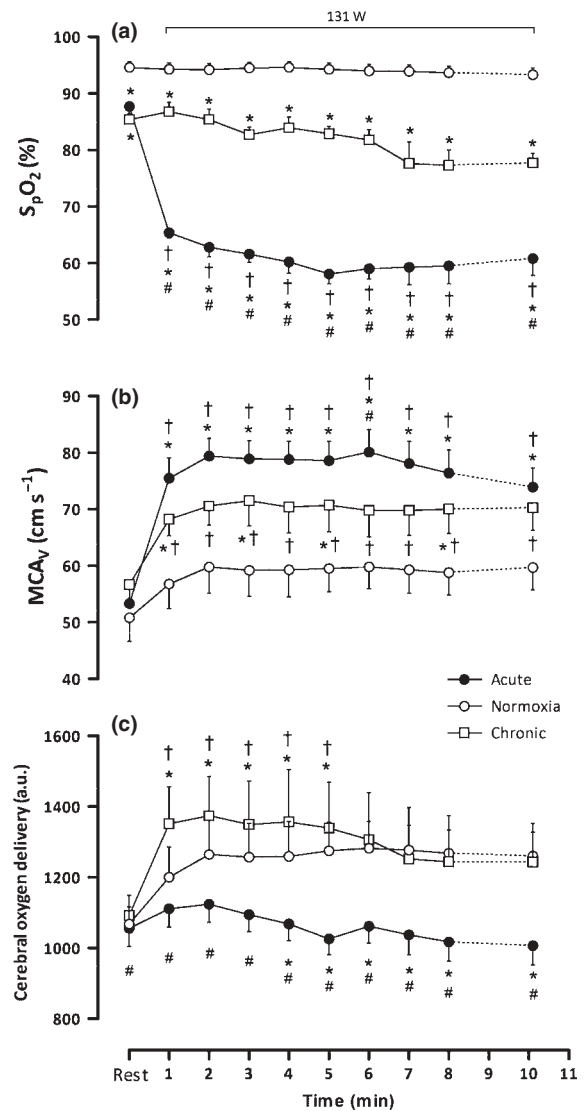 131 W
(a)
100
90
80
70
60
50
SpO2 (%)
* * * * * * * * * *
*
† † † † † † † † †
* * * * * * * * *
# # # # # # # # #
(b)
90
80
70
60
50
40
MCAV (cm s−1)
† † † † † † † † †
* * * * * * * * *
#
*† † *† † *† † † *† †
Acute
Normoxia
Chronic
(c)
1600
1400
1200
1000
800
Cerebral oxygen delivery (a.u.)
† † † † †
* * * * *
* * * * * *
# # # # # # # # # #
Rest 1 2 3 4 5 6 7 8 9 10 11
Time (min)